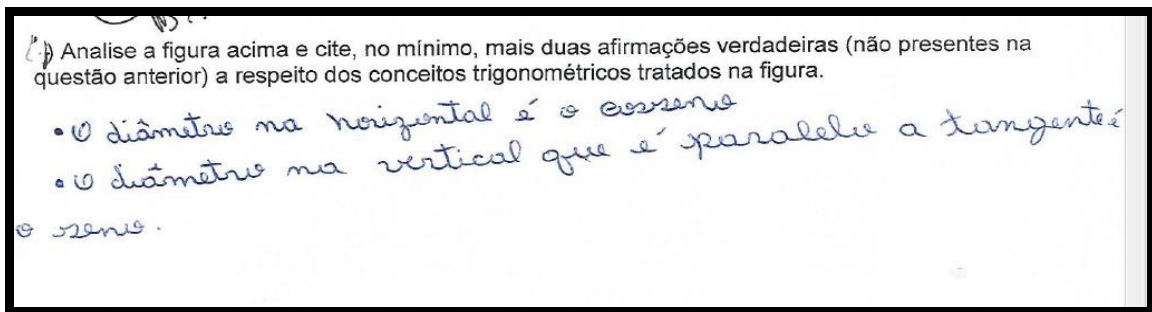 ) Analise a figura acima e cite, no mínimo, mais duas afirmações verdadeiras (não presentes na
questão anterior) a respeito dos conceitos trigonométricos tratados na figura.
• O diâmetro na horizontal é o cosseno
• O diâmetro na vertical que é paralelo a tangente é
o seno.